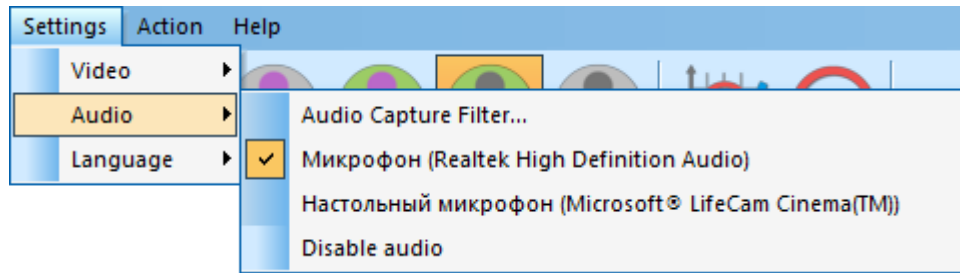 Settings Action Help
Video
Audio
Language
Audio Capture Filter...
Микрофон (Realtek High Definition Audio)
Настольный микрофон (Microsoft® LifeCam Cinema(TM))
Disable audio